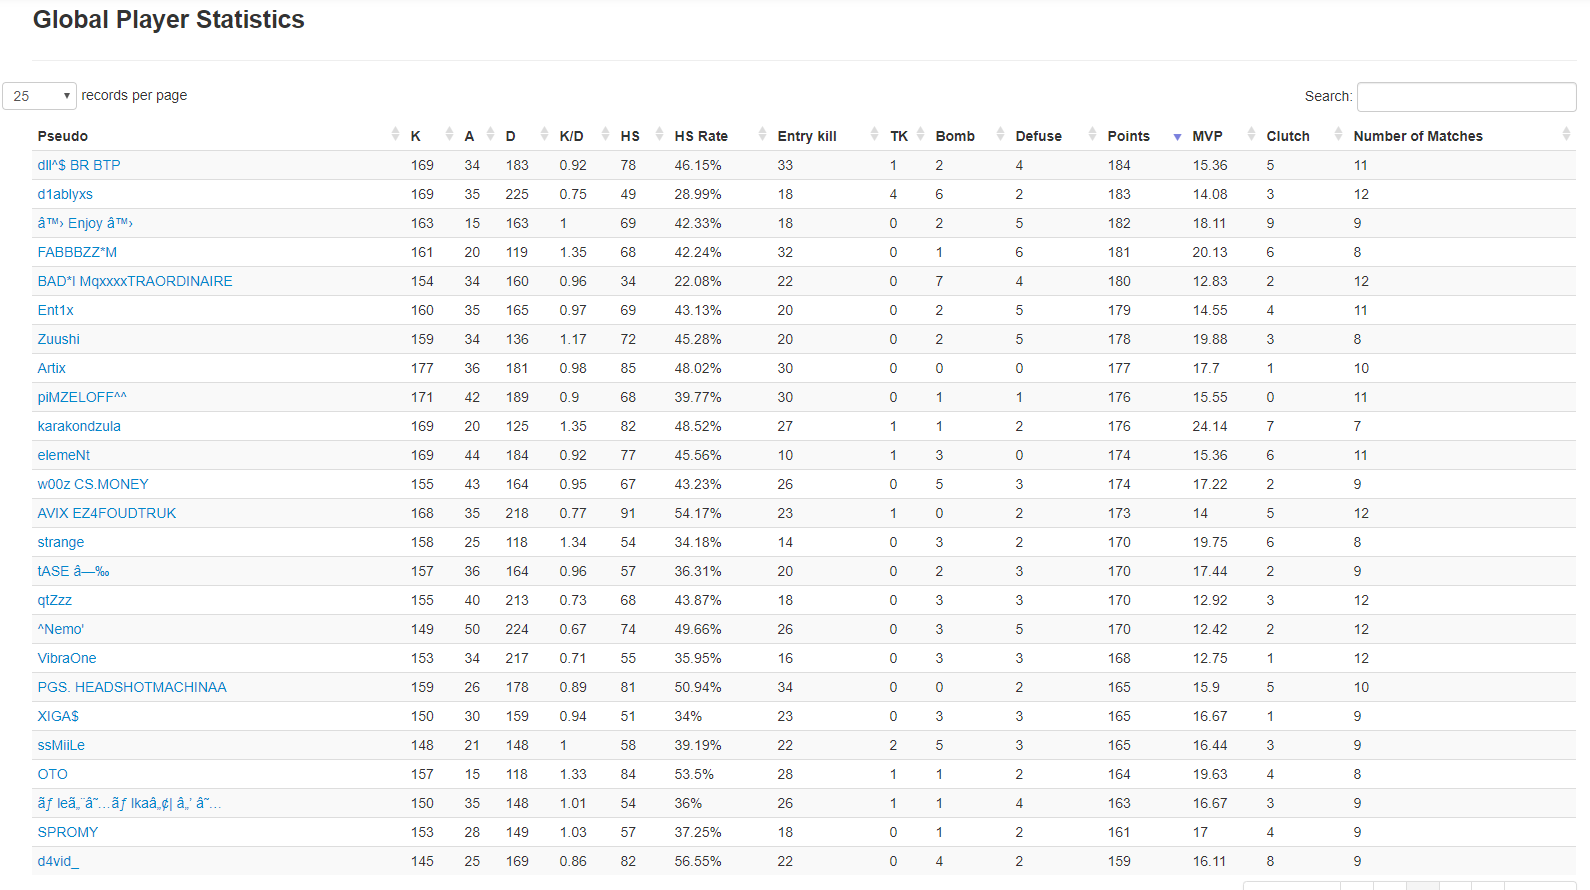 Global Player Statistics
25 records per page Search:
Pseudo K A D K/D HS HS Rate Entry kill TK Bomb Defuse Points MVP Clutch Number of Matches
dll^$ BR BTP 169 34 183 0.92 78 46.15% 33 1 2 4 184 15.36 5 11
d1ablyxs 169 35 225 0.75 49 28.99% 18 4 6 2 183 14.08 3 12
â™› Enjoy â™› 163 15 163 1 69 42.33% 18 0 2 5 182 18.11 9 9
FABBBZZ*M 161 20 119 1.35 68 42.24% 32 0 1 6 181 20.13 6 8
BAD*I MqxxxxTRAORDINAIRE 154 34 160 0.96 34 22.08% 22 0 7 4 180 12.83 2 12
Ent1x 160 35 165 0.97 69 43.13% 20 0 2 5 179 14.55 4 11
Zuushi 159 34 136 1.17 72 45.28% 20 0 2 5 178 19.88 3 8
Artix 177 36 181 0.98 85 48.02% 30 0 0 0 177 17.7 1 10
piMZELOFF^^ 171 42 189 0.9 68 39.77% 30 0 1 1 176 15.55 0 11
karakondzula 169 20 125 1.35 82 48.52% 27 1 1 2 176 24.14 7 7
elemeNt 169 44 184 0.92 77 45.56% 10 1 3 0 174 15.36 6 11
w00z CS.MONEY 155 43 164 0.95 67 43.23% 26 0 5 3 174 17.22 2 9
AVIX EZ4FOUDTRUK 168 35 218 0.77 91 54.17% 23 1 0 2 173 14 5 12
strange 158 25 118 1.34 54 34.18% 14 0 3 2 170 19.75 6 8
tASE â—‰ 157 36 164 0.96 57 36.31% 20 0 2 3 170 17.44 2 9
qtZzz 155 40 213 0.73 68 43.87% 18 0 3 3 170 12.92 3 12
^Nemo' 149 50 224 0.67 74 49.66% 26 0 3 5 170 12.42 2 12
VibraOne 153 34 217 0.71 55 35.95% 16 0 3 3 168 12.75 1 12
PGS. HEADSHOTMACHINAA 159 26 178 0.89 81 50.94% 34 0 0 2 165 15.9 5 10
XIGA$ 150 30 159 0.94 51 34% 23 0 3 3 165 16.67 1 9
ssMiiLe 148 21 148 1 58 39.19% 22 2 5 3 165 16.44 3 9
OTO 157 15 118 1.33 84 53.5% 28 1 1 2 164 19.63 4 8
ãƒ Ieã„¨â˜…ãƒ Ikaâ„¢| â„’ â˜… 150 35 148 1.01 54 36% 26 1 1 4 163 16.67 3 9
SPROMY 153 28 149 1.03 57 37.25% 18 0 1 2 161 17 4 9
d4vid_ 145 25 169 0.86 82 56.55% 22 0 4 2 159 16.11 8 9